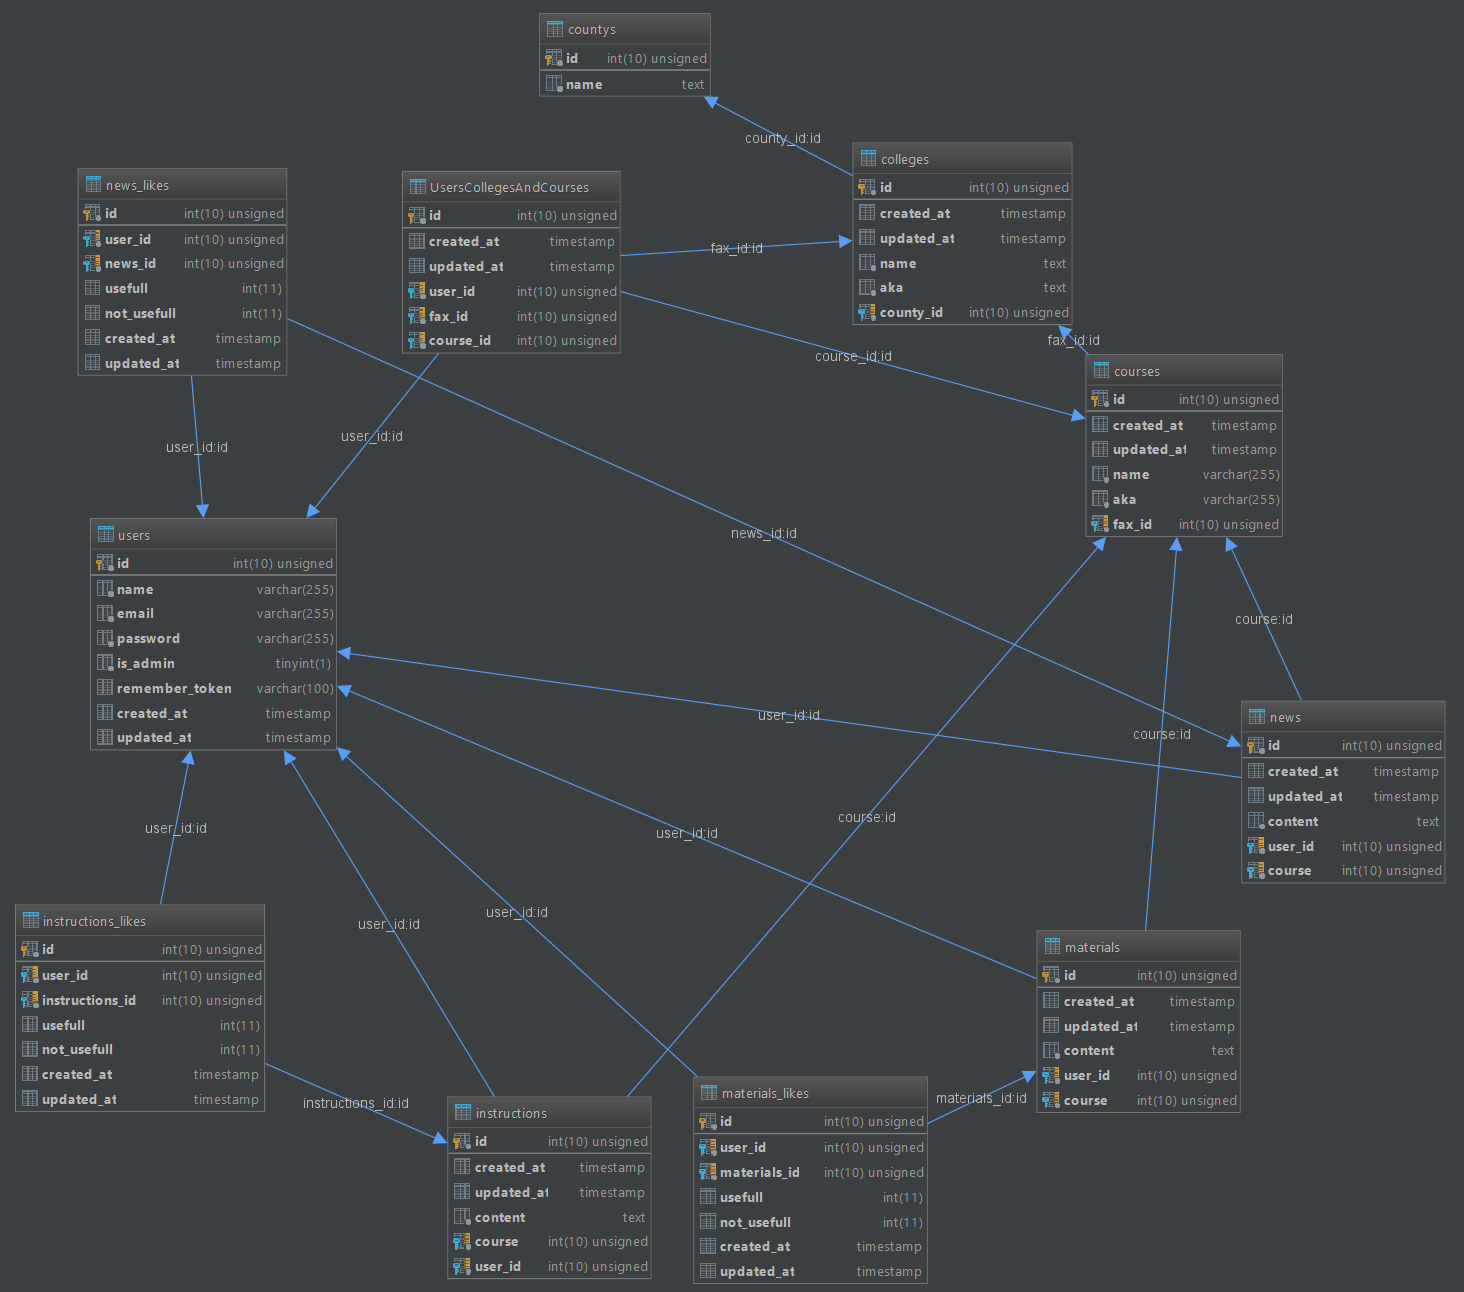 countys
id int(10) unsigned
name text
county_id:id
colleges
id int(10) unsigned
created_at timestamp
updated_at timestamp
name text
aka text
county_id int(10) unsigned
news_likes
id int(10) unsigned
user_id int(10) unsigned
news_id int(10) unsigned
usefull int(11)
not_usefull int(11)
created_at timestamp
updated_at timestamp
UsersCollegesAndCourses
id int(10) unsigned
created_at timestamp
updated_at timestamp
user_id int(10) unsigned
fax_id int(10) unsigned
course_id int(10) unsigned
fax_id:id
fax_id:id
course_id:id
courses
id int(10) unsigned
created_at timestamp
updated_at timestamp
name varchar(255)
aka varchar(255)
fax_id int(10) unsigned
user_id:id
user_id:id
news_id:id
users
id int(10) unsigned
name varchar(255)
email varchar(255)
password varchar(255)
is_admin tinyint(1)
remember_token varchar(100)
created_at timestamp
updated_at timestamp
course:id
user_id:id
course:id
news
id int(10) unsigned
created_at timestamp
updated_at timestamp
content text
user_id int(10) unsigned
course int(10) unsigned
user_id:id
user_id:id
course:id
user_id:id
user_id:id
instructions_likes
id int(10) unsigned
user_id int(10) unsigned
instructions_id int(10) unsigned
usefull int(11)
not_usefull int(11)
created_at timestamp
updated_at timestamp
materials
id int(10) unsigned
created_at timestamp
updated_at timestamp
content text
user_id int(10) unsigned
course int(10) unsigned
instructions_id:id
materials_id:id
instructions
id int(10) unsigned
created_at timestamp
updated_at timestamp
content text
course int(10) unsigned
user_id int(10) unsigned
materials_likes
id int(10) unsigned
user_id int(10) unsigned
materials_id int(10) unsigned
usefull int(11)
not_usefull int(11)
created_at timestamp
updated_at timestamp